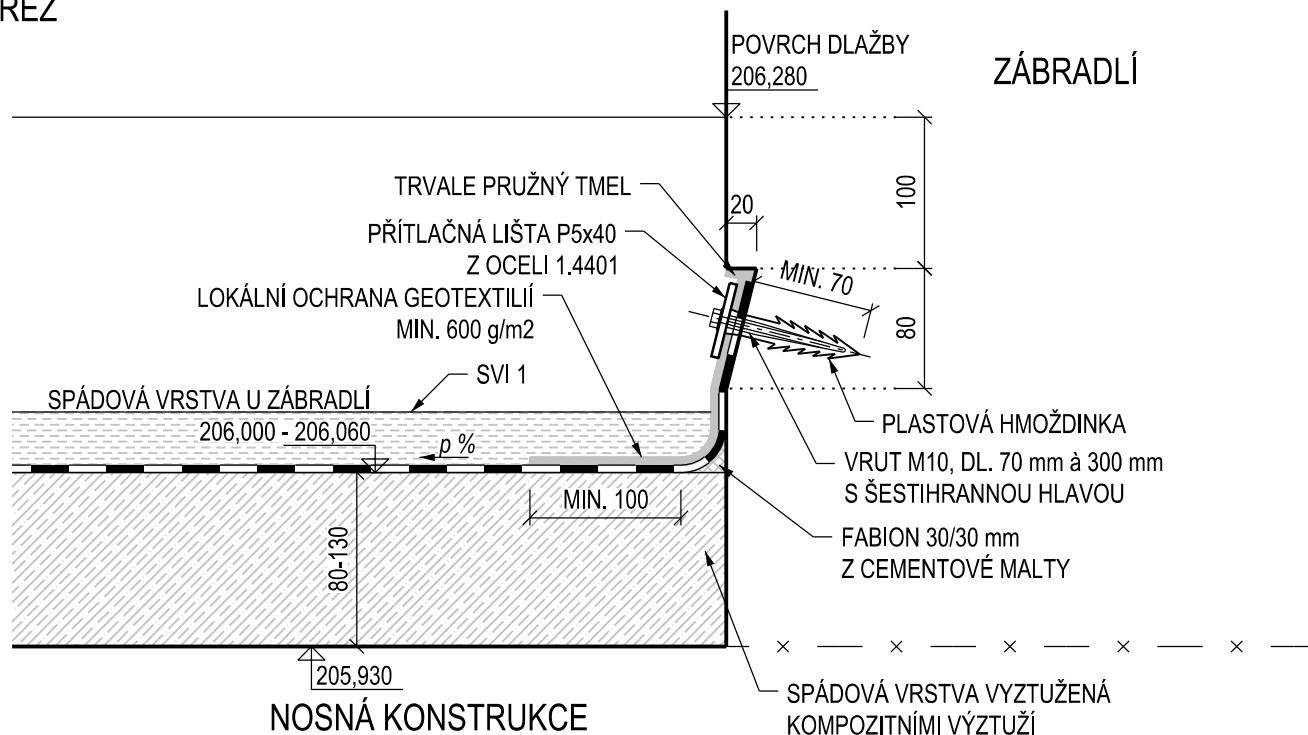 ŘEZ
POVRCH DLAŽBY
206,280
ZÁBRADLÍ
TRVALE PRUŽNÝ TMEL
20
100
PŘÍTLAČNÁ LIŠTA P5x40
Z OCELI 1.4401
MIN. 70
LOKÁLNÍ OCHRANA GEOTEXTILIÍ
MIN. 600 g/m2
80
SVI 1
SPÁDOVÁ VRSTVA U ZÁBRADLÍ
206,000 - 206,060
p %
PLASTOVÁ HMOŽDINKA
VRUT M10, DL. 70 mm à 300 mm
S ŠESTIHRANNOU HLAVOU
MIN. 100
80-130
FABION 30/30 mm
Z CEMENTOVÉ MALTY
205,930
NOSNÁ KONSTRUKCE
SPÁDOVÁ VRSTVA VYZTUŽENÁ
KOMPOZITNÍMI VÝZTUŽÍ